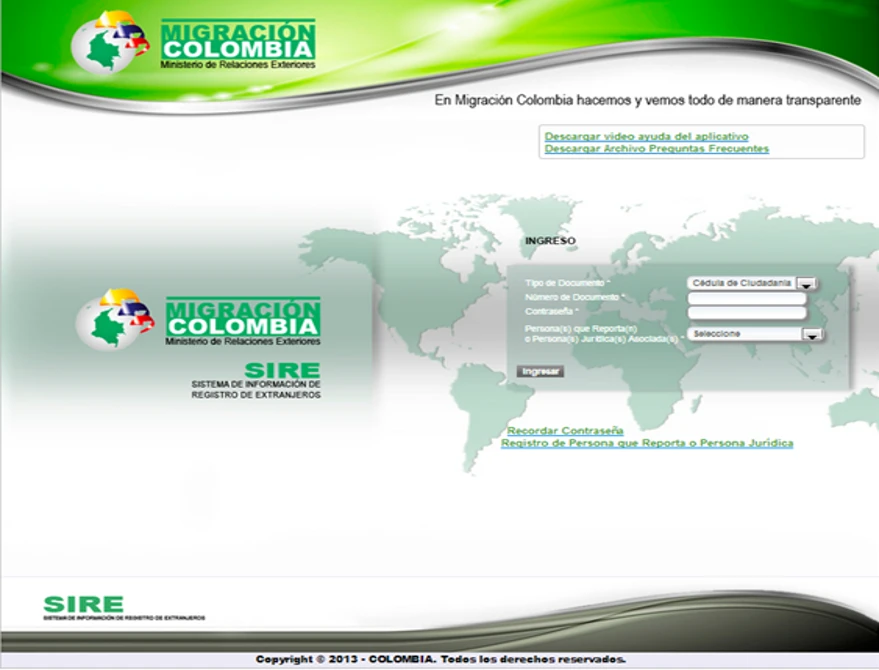 MIGRACIÓN
COLOMBIA
Ministerio de Relaciones Exteriores
En Migración Colombia hacemos y vemos todo de manera transparente
Descargar video ayuda del aplicativo
Descargar Archivo Preguntas Frecuentes
INGRESO
Tipo de Documento * Cédula de Ciudadanía
Número de Documento *
Contraseña *
Persona(s) que Reporta(n)
o Persona(s) Jurídica(s) Asociada(s) * Seleccione
Ingresar
MIGRACIÓN
COLOMBIA
Ministerio de Relaciones Exteriores
SIRE
SISTEMA DE INFORMACIÓN DE
REGISTRO DE EXTRANJEROS
Recordar Contraseña
Registro de Persona que Reporta o Persona Jurídica
SIRE
SISTEMA DE INFORMACIÓN DE REGISTRO DE EXTRANJEROS
Copyright © 2013 - COLOMBIA. Todos los derechos reservados.